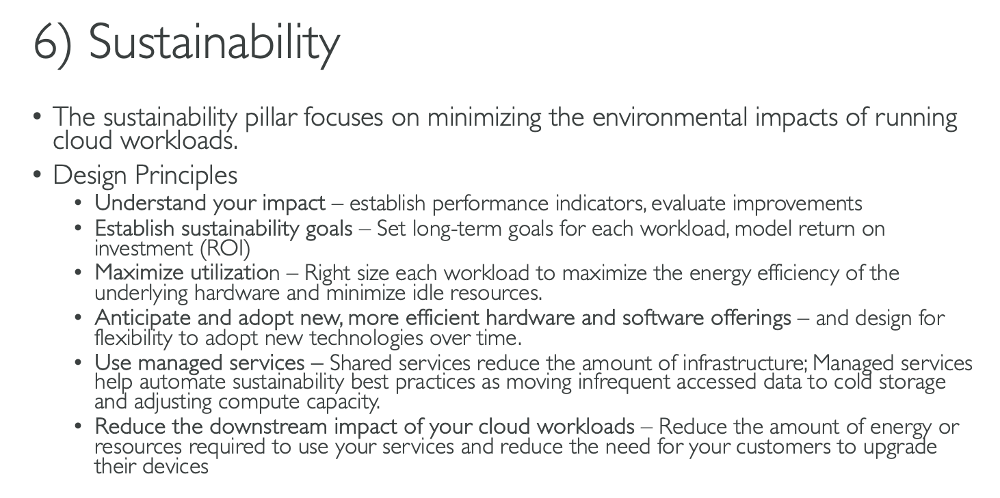 6) Sustainability
• The sustainability pillar focuses on minimizing the environmental impacts of running
cloud workloads.
• Design Principles
• Understand your impact – establish performance indicators, evaluate improvements
• Establish sustainability goals – Set long-term goals for each workload, model return on
investment (ROI)
• Maximize utilization – Right size each workload to maximize the energy efficiency of the
underlying hardware and minimize idle resources.
• Anticipate and adopt new, more efficient hardware and software offerings – and design for
flexibility to adopt new technologies over time.
• Use managed services – Shared services reduce the amount of infrastructure; Managed services
help automate sustainability best practices as moving infrequent accessed data to cold storage
and adjusting compute capacity.
• Reduce the downstream impact of your cloud workloads – Reduce the amount of energy or
resources required to use your services and reduce the need for your customers to upgrade
their devices